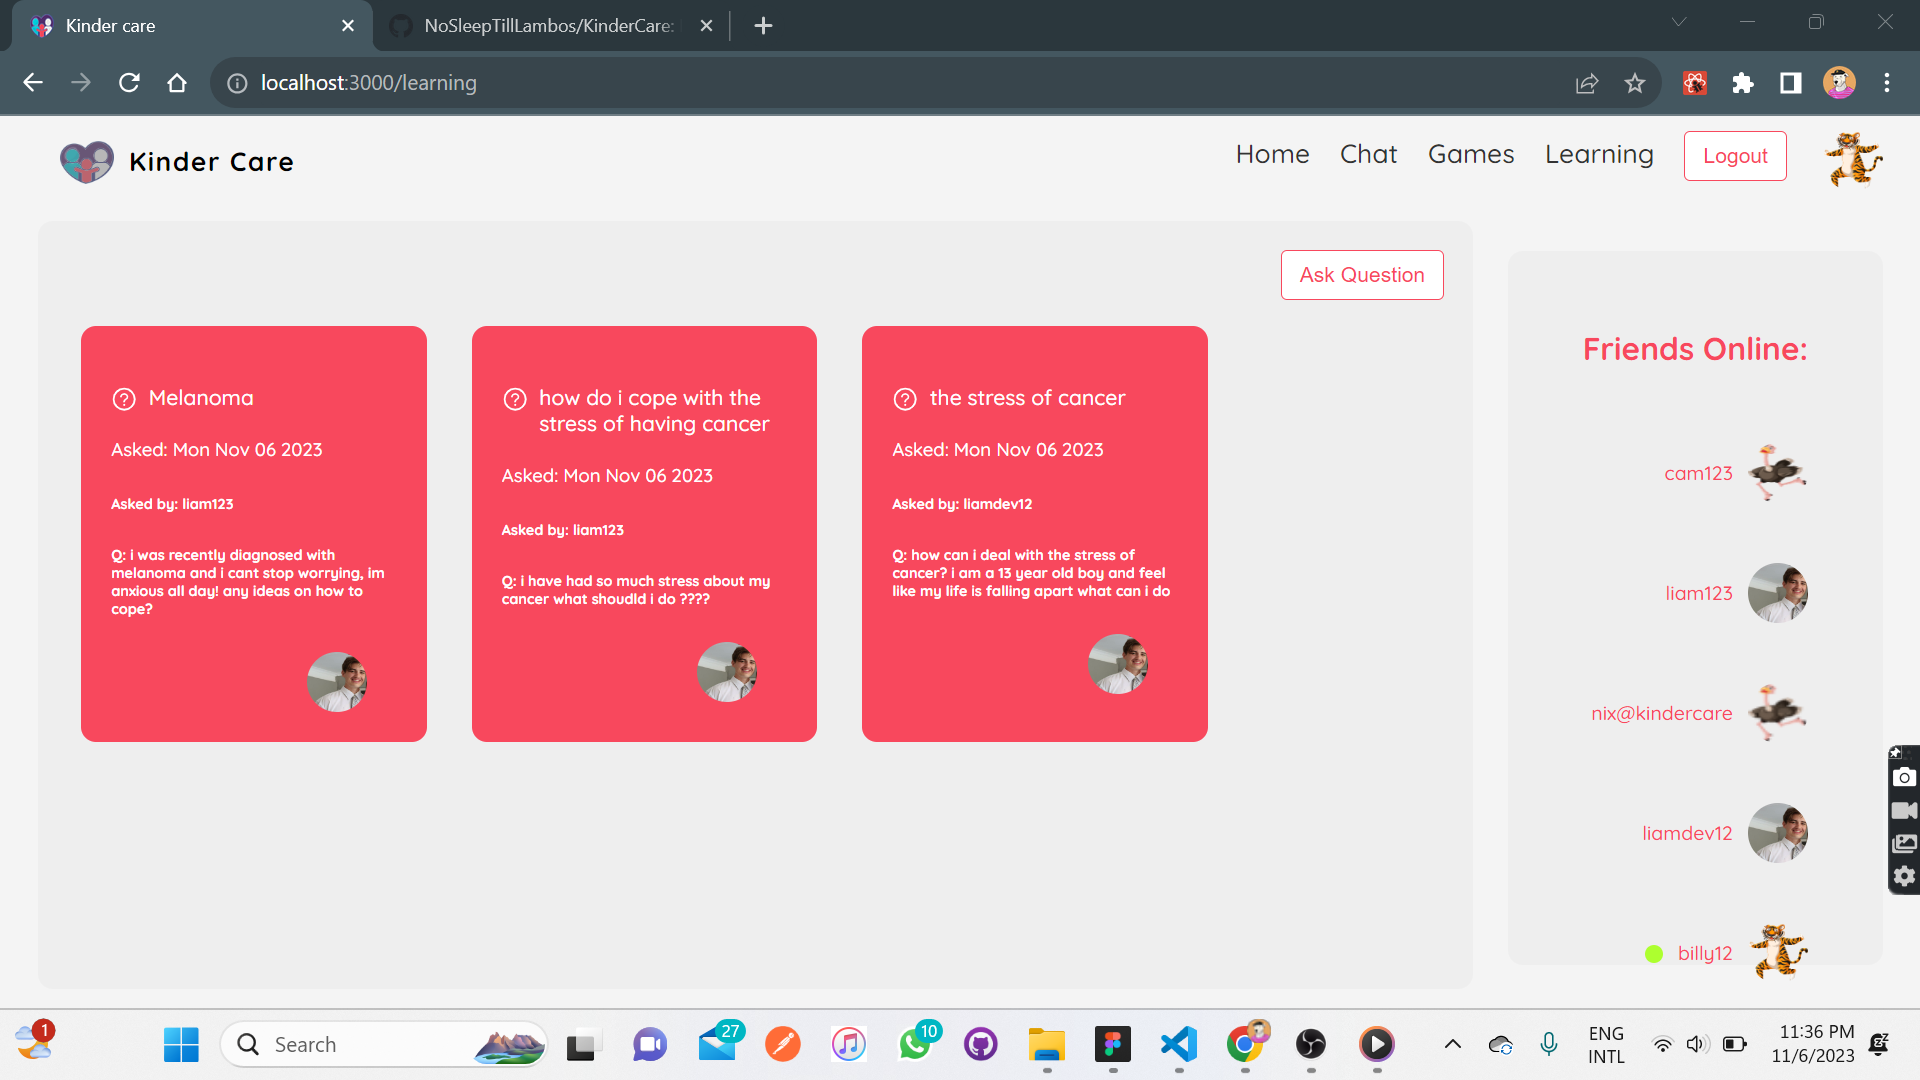 Kinder care
NoSleepTillLambos/KinderCare:
localhost:3000/learning
Kinder Care
Home Chat Games Learning Logout
Ask Question
Melanoma
Asked: Mon Nov 06 2023
Asked by: liam123
Q: i was recently diagnosed with
melanoma and i cant stop worrying, im
anxious all day! any ideas on how to
cope?
how do i cope with the
stress of having cancer
Asked: Mon Nov 06 2023
Asked by: liam123
Q: i have had so much stress about my
cancer what shoudld i do ????
the stress of cancer
Asked: Mon Nov 06 2023
Asked by: liamdev12
Q: how can i deal with the stress of
cancer? i am a 13 year old boy and feel
like my life is falling apart what can i do
Friends Online:
cam123
liam123
nix@kindercare
liamdev12
billy12
1
Search
27
10
ENG
INTL
11:36 PM
11/6/2023